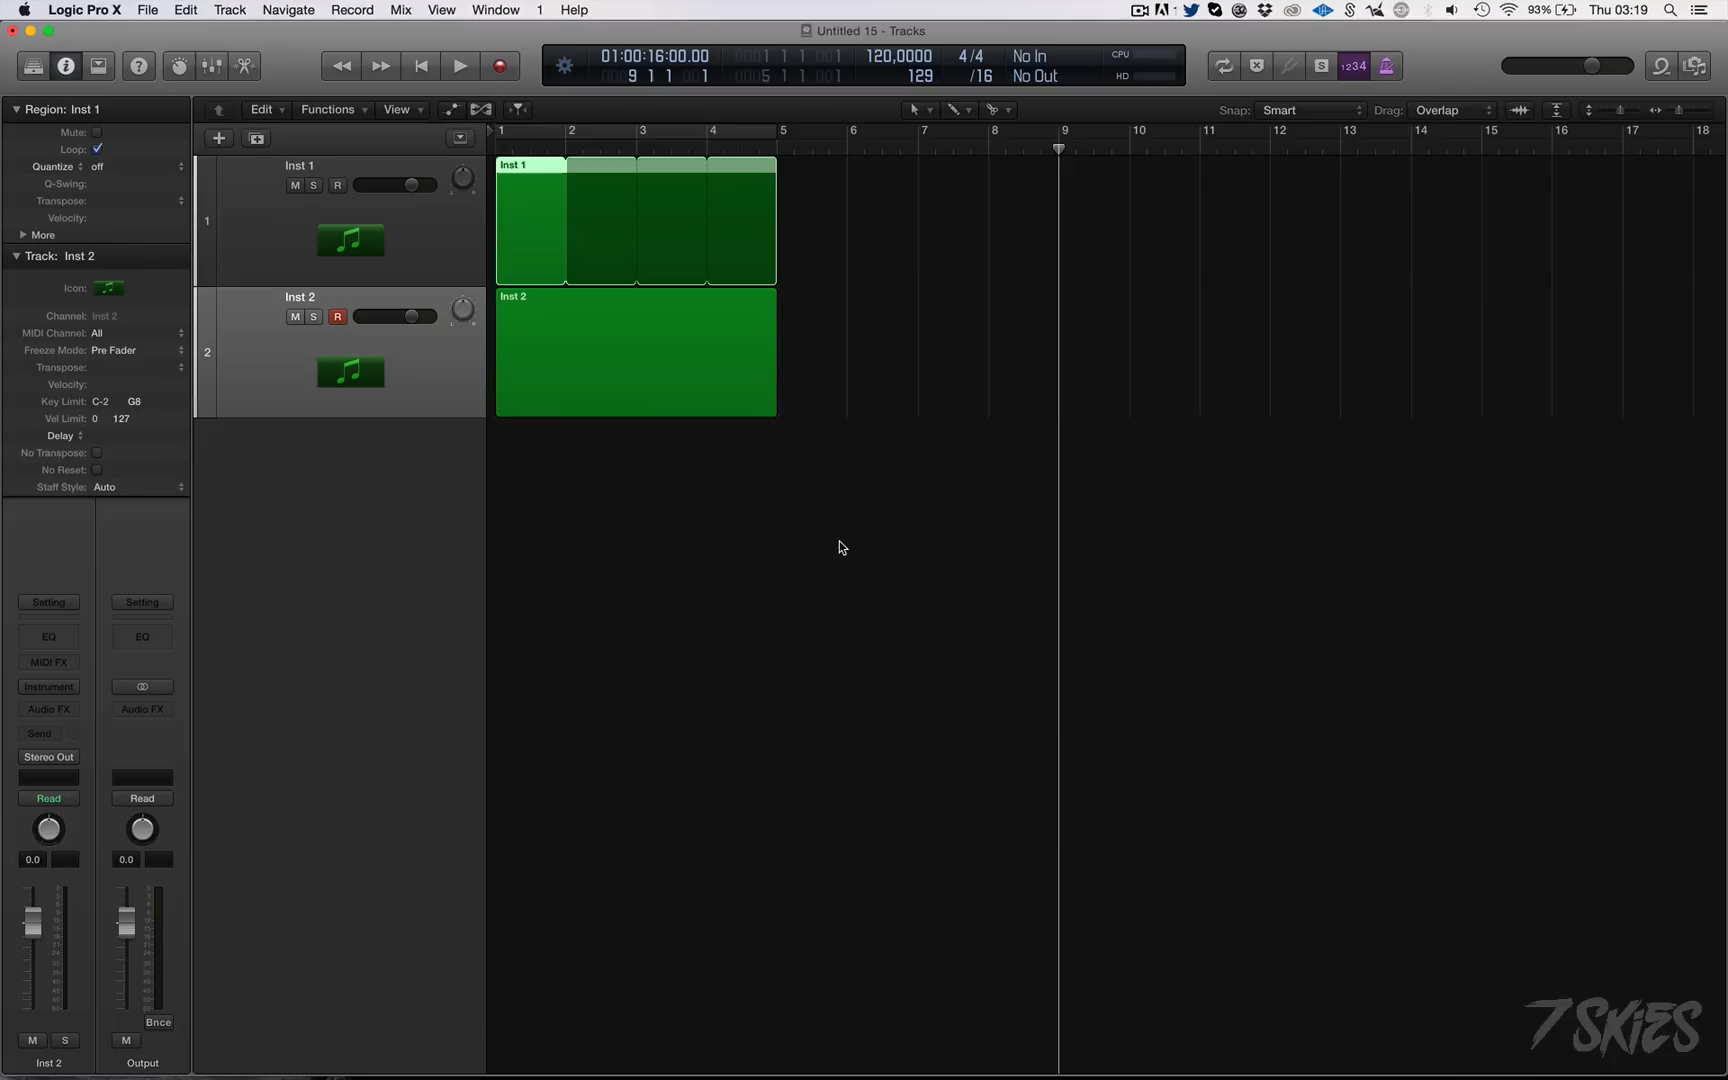 Logic Pro X File Edit Track Navigate Record Mix View Window 1 Help
93% Thu 03:19
Untitled 15 - Tracks
01:00:16:00.00 120,0000 4/4 No In CPU
9 1 1 1 129 /16 No Out HD
1234
Region: Inst 1
Edit Functions View
Snap: Smart Drag: Overlap
Mute:
Loop:
Quantize off
Q-Swing:
Transpose:
Velocity:
More
Track: Inst 2
Icon:
Channel: Inst 2
MIDI Channel: All
Freeze Mode: Pre Fader
Transpose:
Velocity:
Key Limit: C-2 G8
Vel Limit: 0 127
Delay
No Transpose:
No Reset:
Staff Style: Auto
1 2 3 4 5 6 7 8 9 10 11 12 13 14 15 16 17 18
1
Inst 1
M S R
Inst 1
2
Inst 2
M S R
Inst 2
Setting Setting
EQ EQ
MIDI FX
Instrument
Audio FX Audio FX
Send
Stereo Out
Read Read
0.0 0.0
Bnce
M S M
Inst 2 Output
7 SKIES